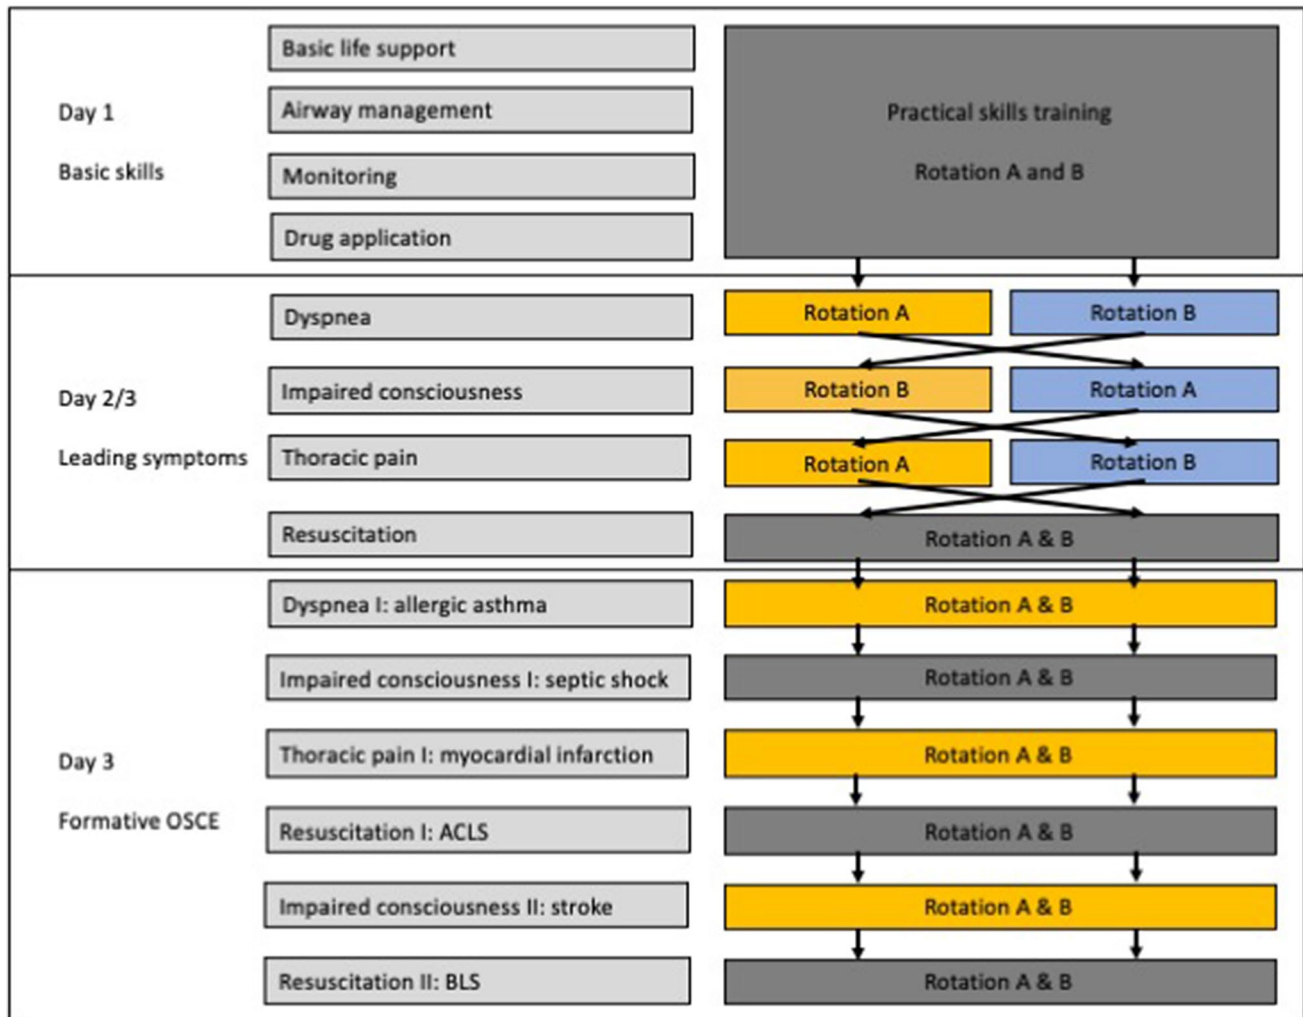 Basic life support
Day 1
Airway management
Practical skills training
Basic skills
Monitoring
Rotation A and B
Drug application
Dyspnea
Rotation A
Rotation B
Day 2/3
Impaired consciousness
Rotation B
Rotation A
Leading symptoms
Thoracic pain
Rotation A
Rotation B
Resuscitation
Rotation A & B
Dyspnea I: allergic asthma
Rotation A & B
Impaired consciousness I: septic shock
Rotation A & B
Day 3
Thoracic pain I: myocardial infarction
Rotation A & B
Formative OSCE
Resuscitation I: ACLS
Rotation A & B
Impaired consciousness II: stroke
Rotation A & B
Resuscitation II: BLS
Rotation A & B